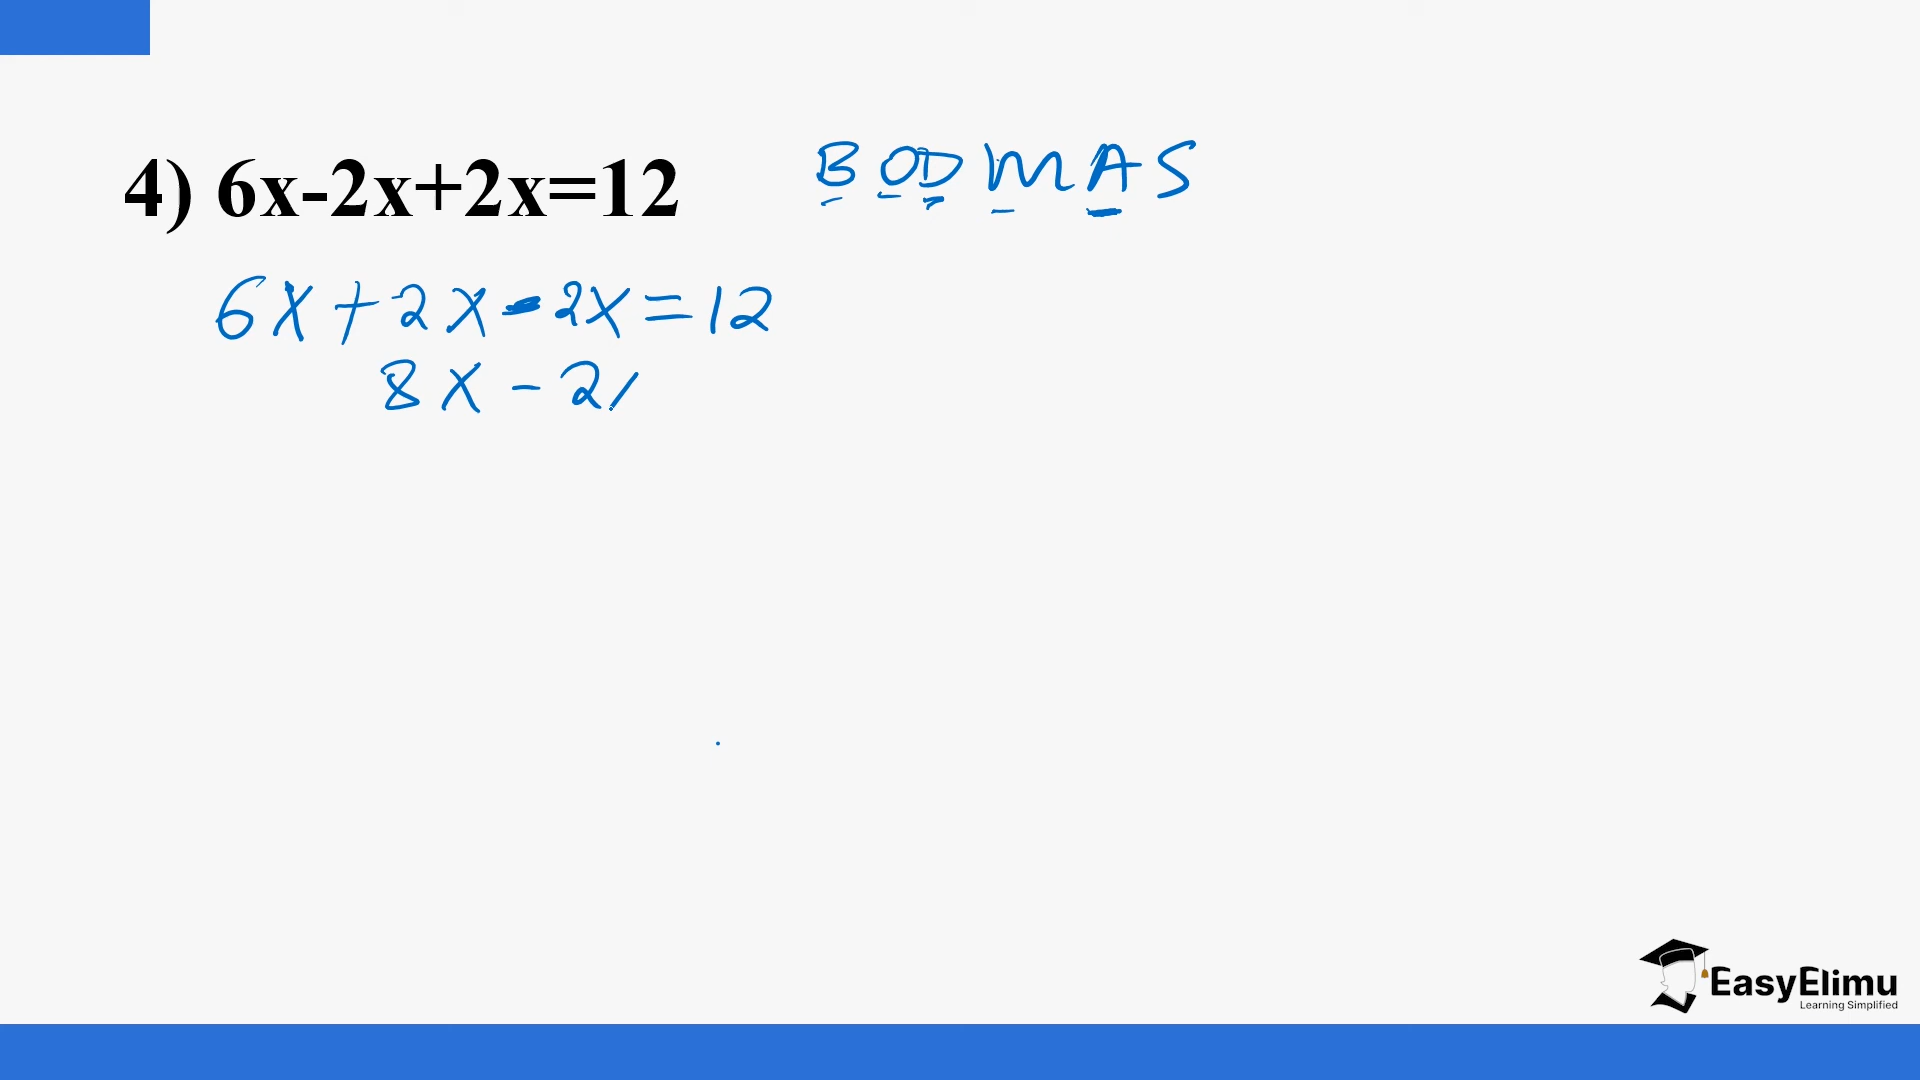 4) 6x-2x+2x=12
BODMAS
6x+2x-2x=12
8x-2
EasyElimu
Learning Simplified